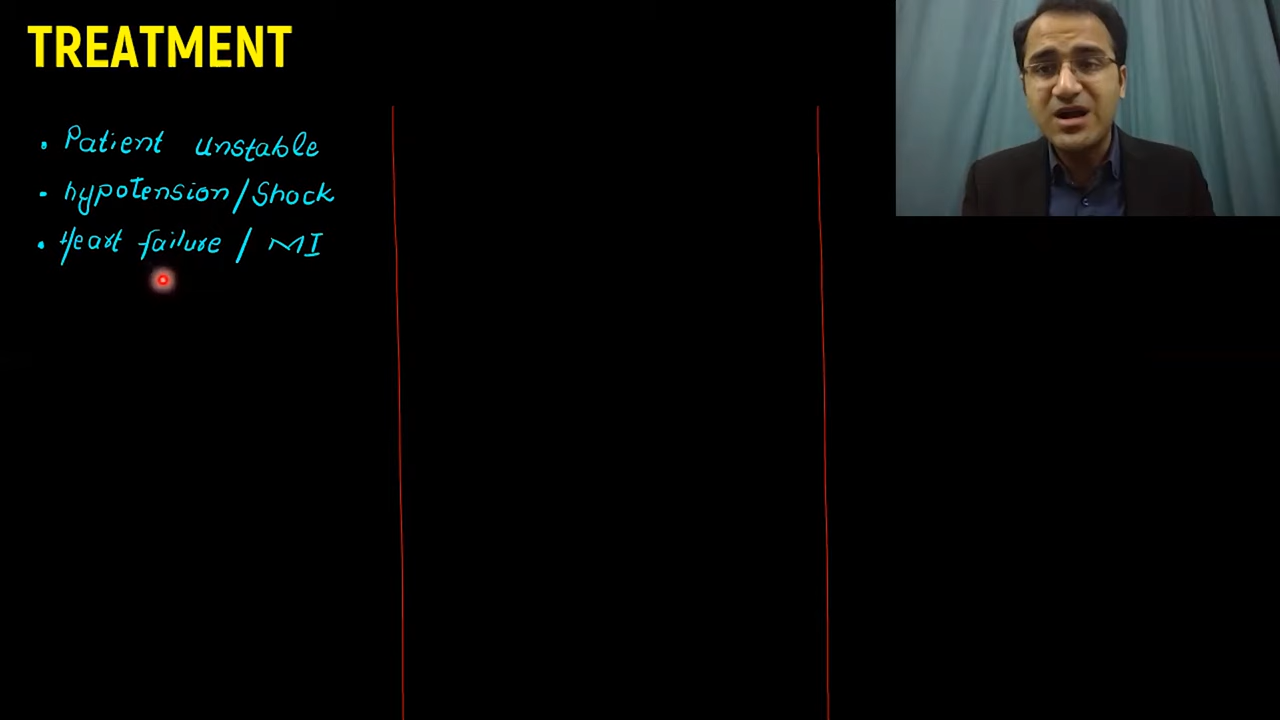 TREATMENT
• Patient unstable
• hypotension/Shock
• Heart failure / MI